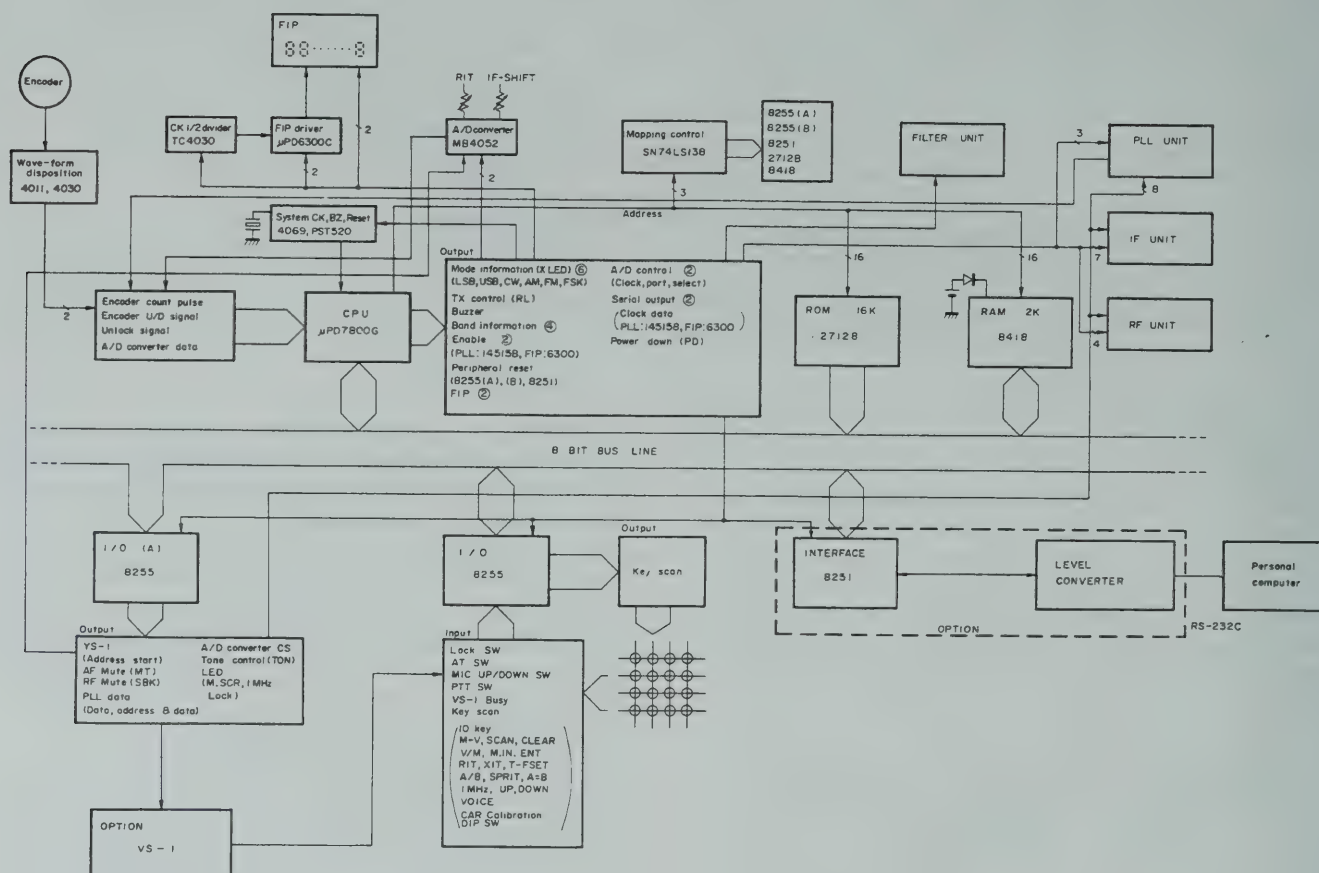 FIP
88······8
Encoder
RIT IF-SHIFT
CK 1/2 divider
TC4030
FIP driver
μPD6300C
2
A/D converter
MB4052
Mapping control
SN74LS138
8255(A)
8255(B)
8251
27128
8418
FILTER UNIT
3
PLL UNIT
Wave-form
disposition
4011, 4030
2
2
3
8
Address
System CK, BZ, Reset
4069, PST520
IF UNIT
7
Output
Mode information (X LED) ⑥
(LSB, USB, CW, AM, FM, FSK)
TX control (RL)
Buzzer
Band information ④
Enable ②
(PLL:145158, FIP:6300)
Peripheral reset
(8255(A), (B), 8251)
FIP ②
A/D control ②
(Clock, port, select)
Serial output ②
(Clock data
PLL:145158, FIP:6300)
Power down (PD)
16
16
2
Encoder count pulse
Encoder U/D signal
Unlock signal
A/D converter data
CPU
μPD7800G
ROM 16K
27128
RAM 2K
8418
RF UNIT
4
8 BIT BUS LINE
I/O (A)
8255
I/O
8255
Output
Key scan
INTERFACE
8251
LEVEL
CONVERTER
Personal
computer
OPTION
RS-232C
Output
YS-1
(Address start)
AF Mute (MT)
RF Mute (SBK)
PLL data
(Data, address 8 data)
A/D converter CS
Tone control (TON)
LED
(M.SCR, 1MHz
Lock)
Input
Lock SW
AT SW
MIC UP/DOWN SW
PTT SW
VS-1 Busy
Key scan
10 key
M-V, SCAN, CLEAR
V/M, M.IN. ENT
RIT, XIT, T-FSET
A/B, SPRIT, A=B
1MHz, UP, DOWN
VOICE
CAR Calibration
DIP SW
OPTION
VS-1